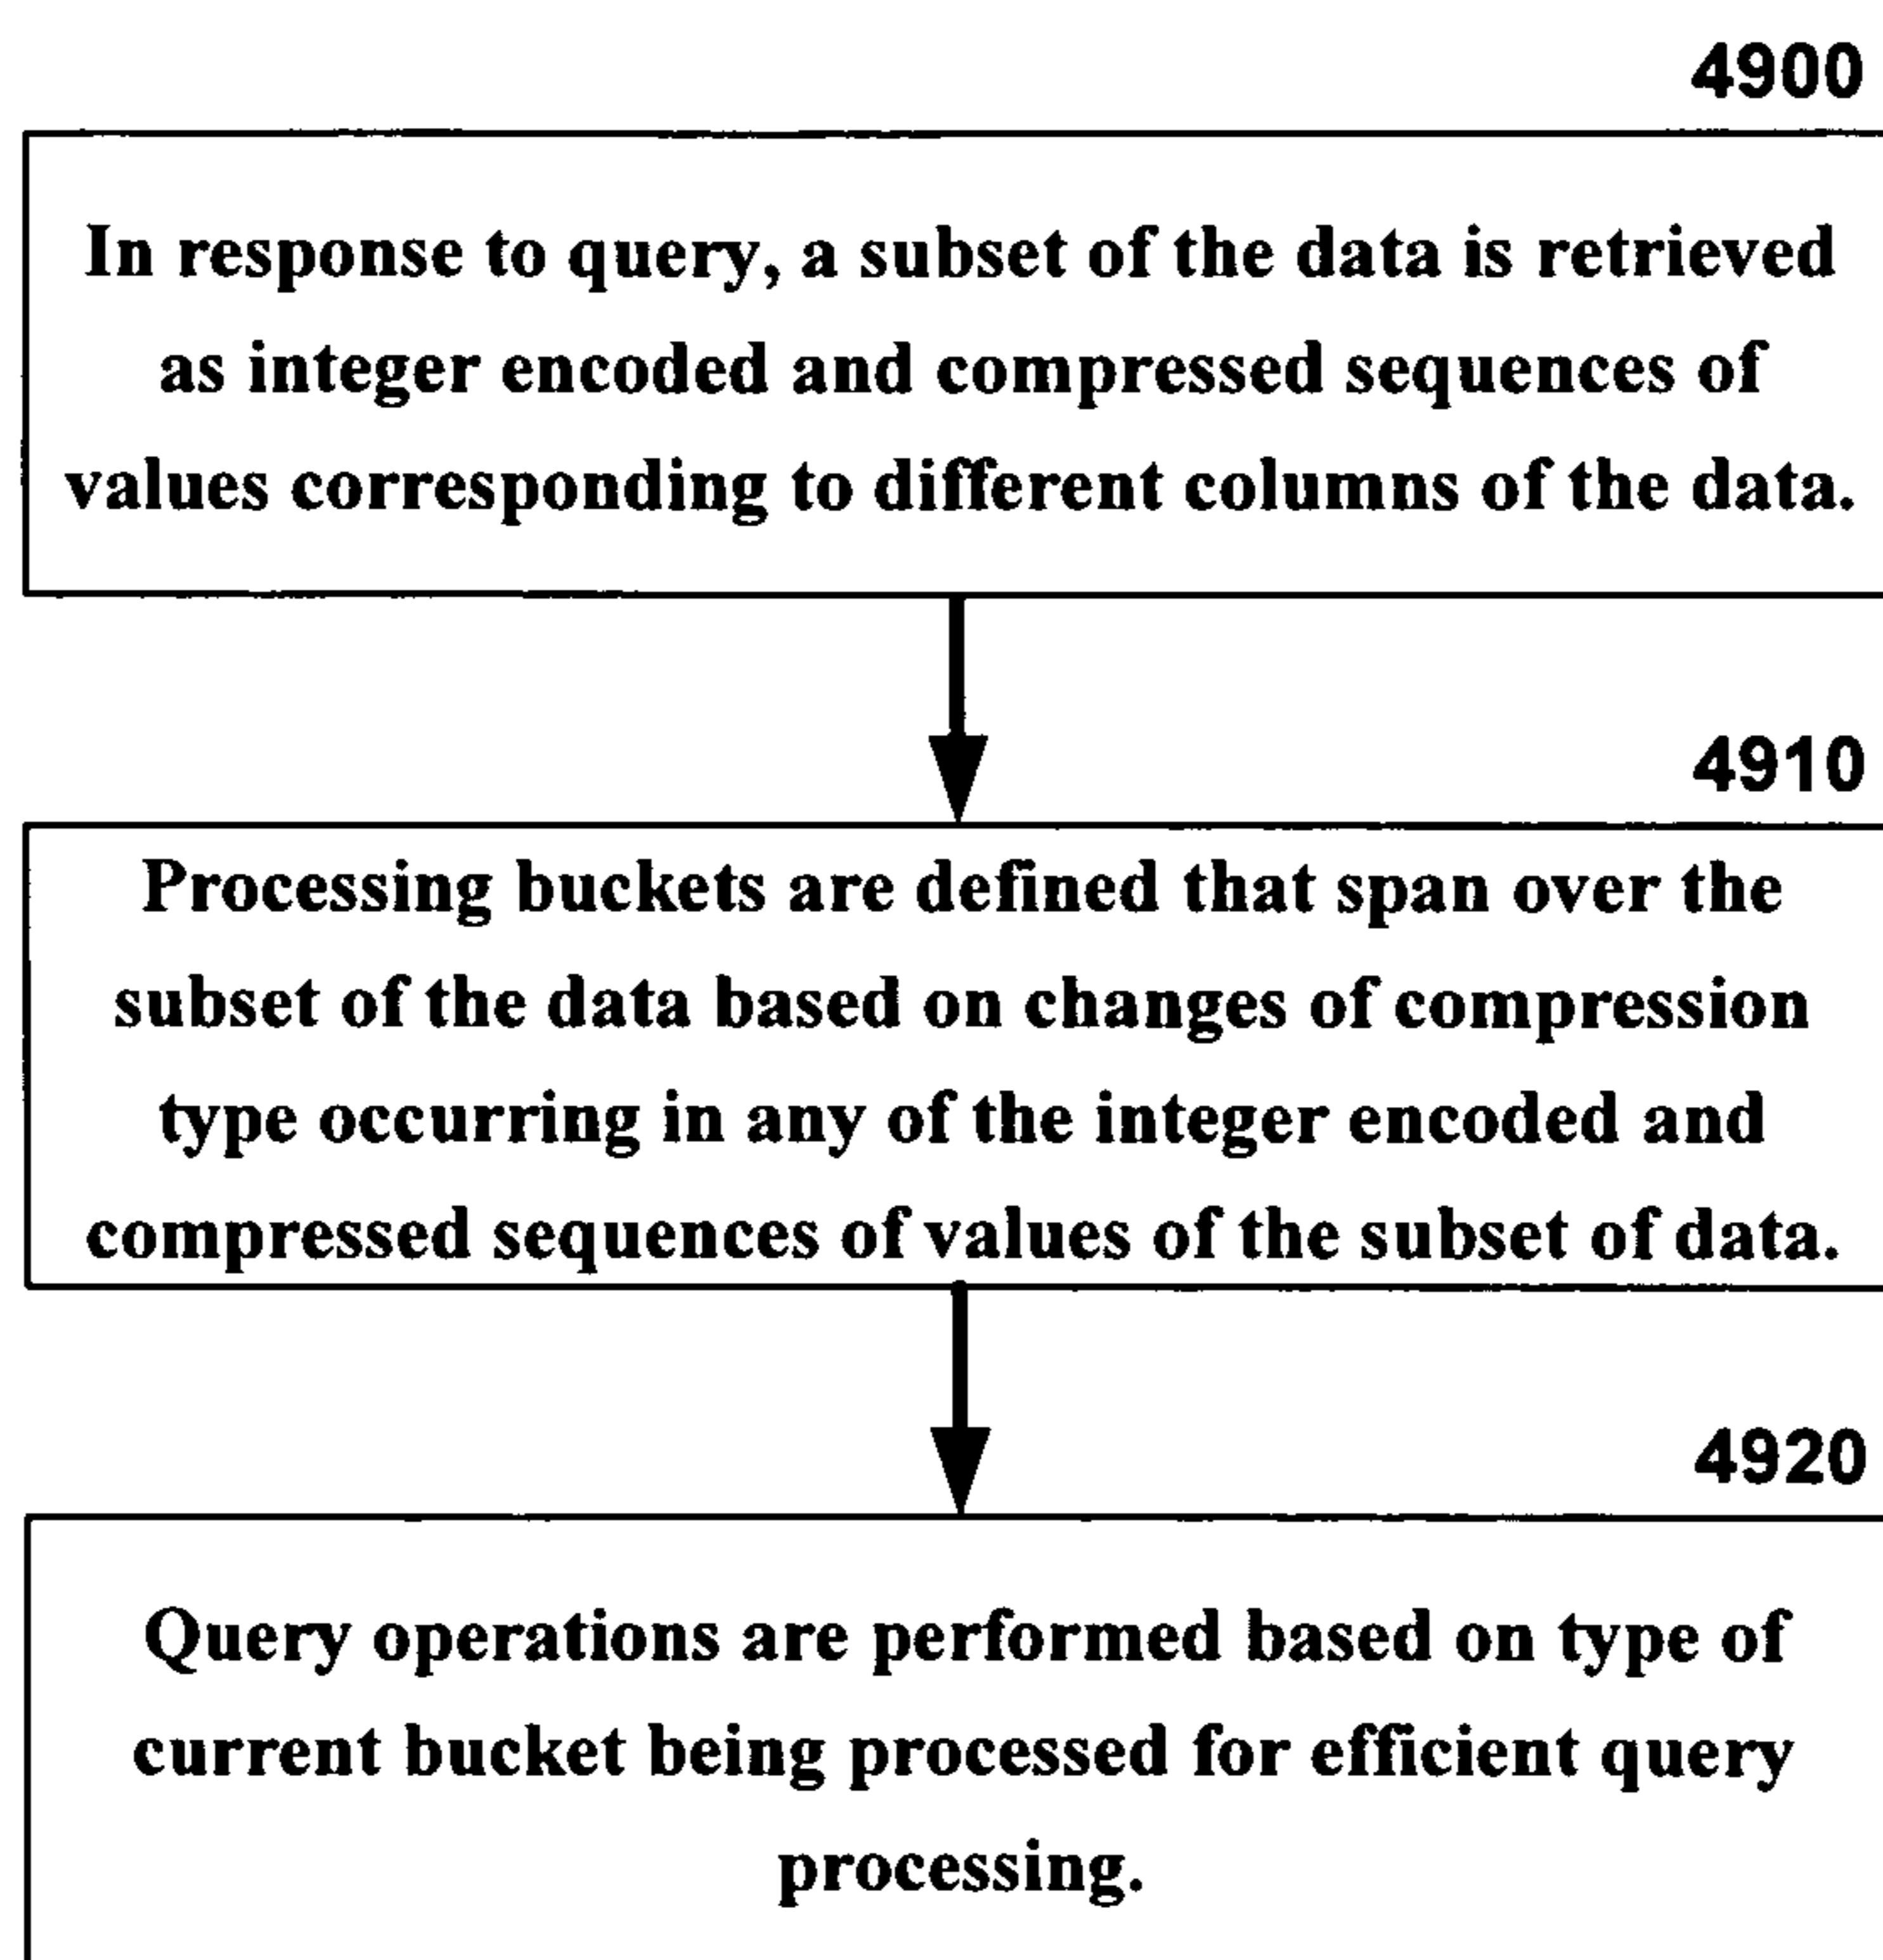 4900
In response to query, a subset of the data is retrieved
as integer encoded and compressed sequences of
values corresponding to different columns of the data.
4910
Processing buckets are defined that span over the
subset of the data based on changes of compression
type occurring in any of the integer encoded and
compressed sequences of values of the subset of data.
4920
Query operations are performed based on type of
current bucket being processed for efficient query
processing.